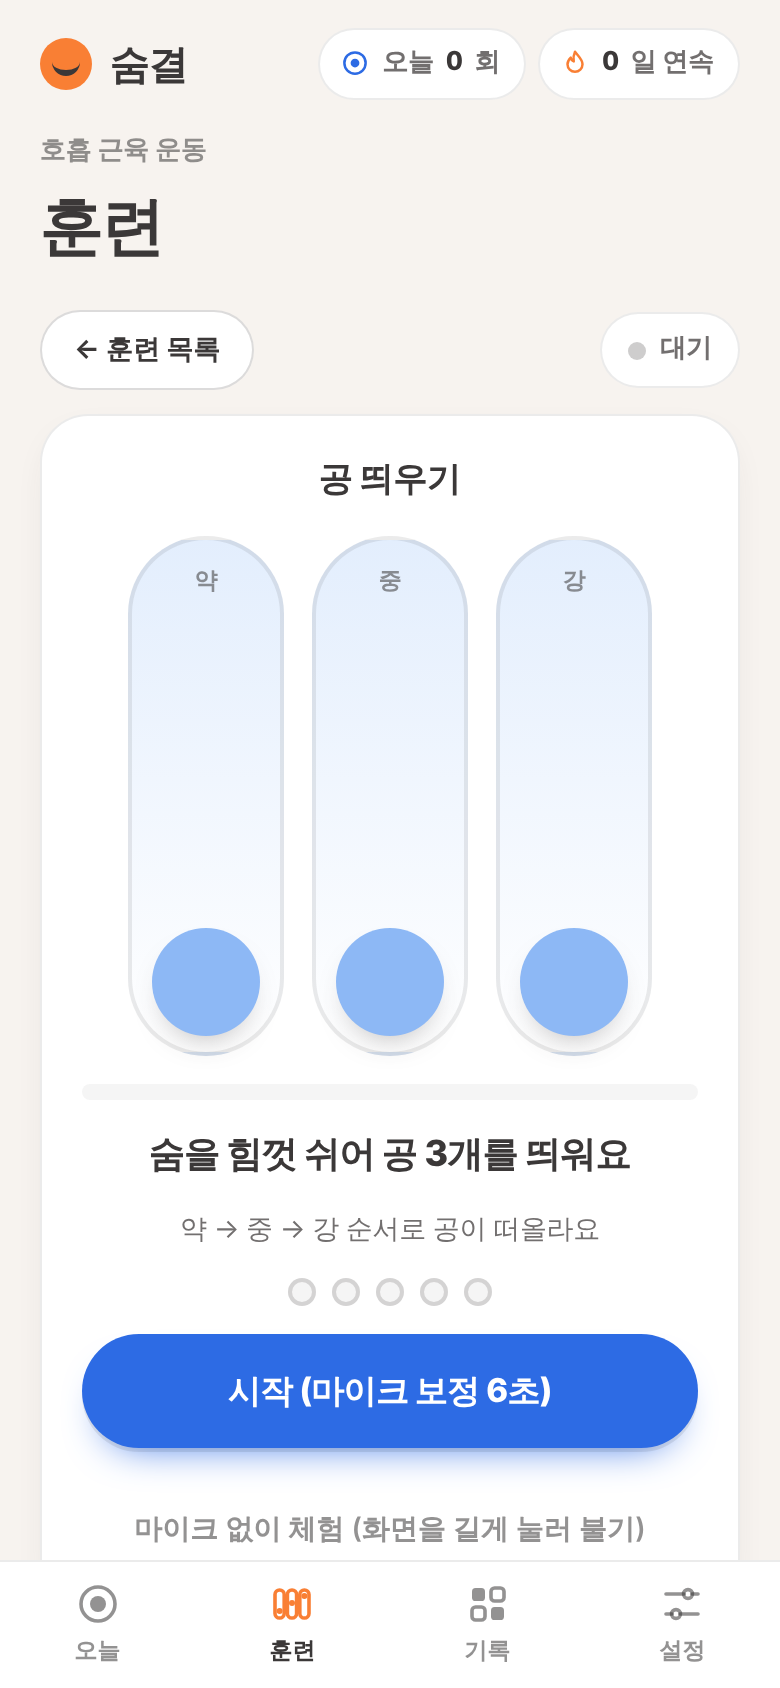 숨결
오늘 0 회
0 일 연속
호흡 근육 운동
훈련
← 훈련 목록
대기
공 띄우기
약
중
강
숨을 힘껏 쉬어 공 3개를 띄워요
약 → 중 → 강 순서로 공이 떠올라요
시작 (마이크 보정 6초)
마이크 없이 체험 (화면을 길게 눌러 불기)
오늘
훈련
기록
설정